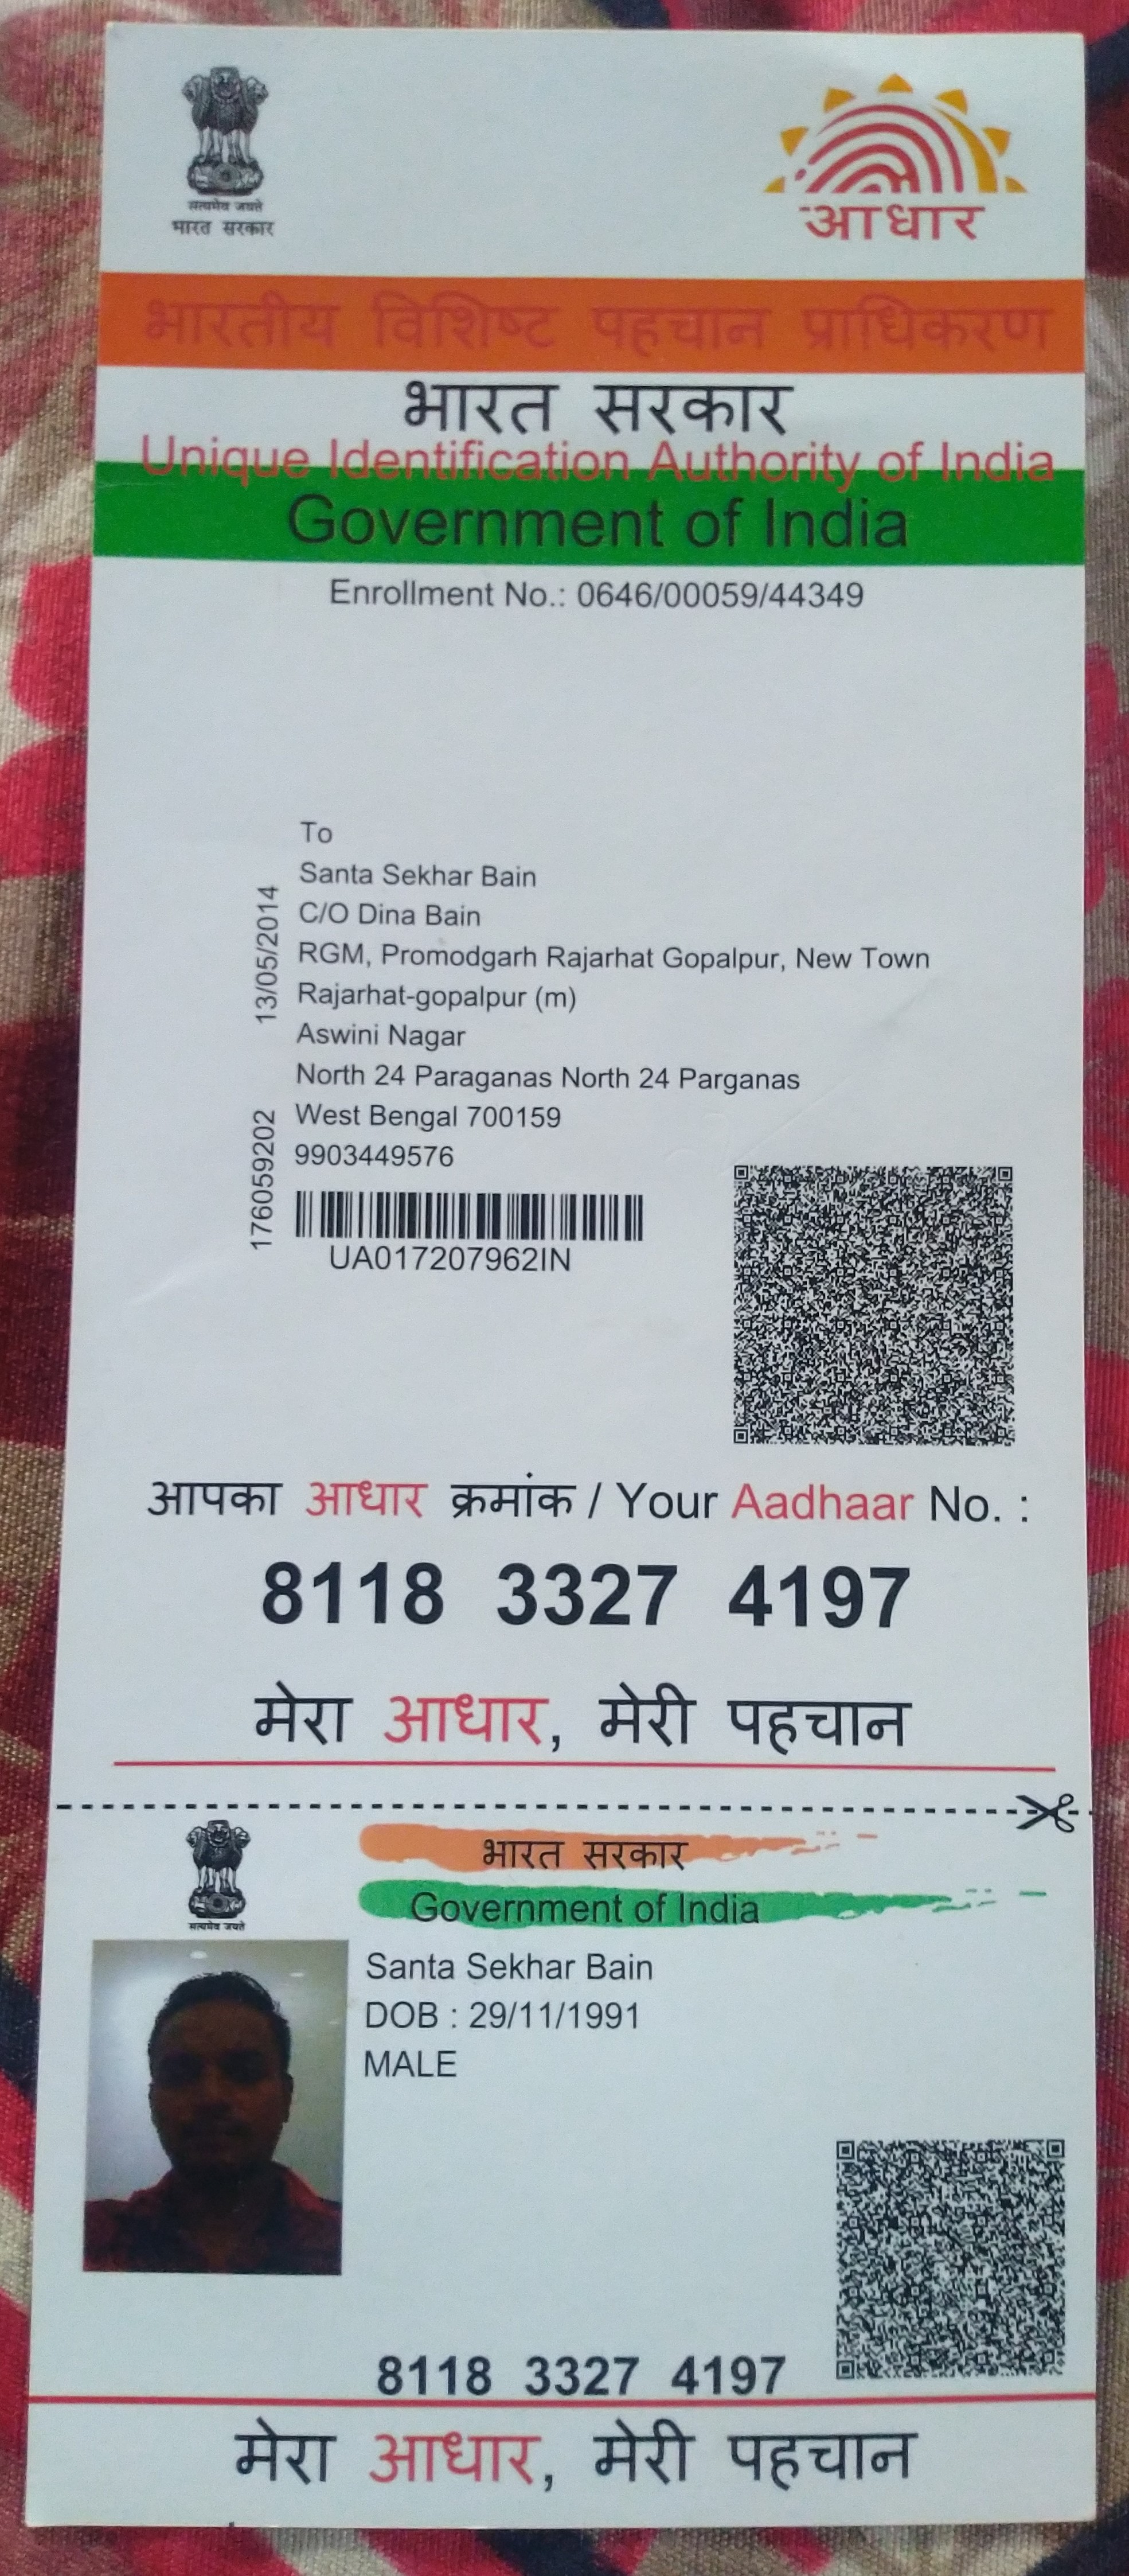 सत्यमेव जयते
भारत सरकार
आधार
भारतीय विशिष्ट पहचान प्राधिकरण
भारत सरकार
Unique Identification Authority of India
Government of India
Enrollment No.: 0646/00059/44349
To
Santa Sekhar Bain
C/O Dina Bain
RGM, Promodgarh Rajarhat Gopalpur, New Town
Rajarhat-gopalpur (m)
Aswini Nagar
North 24 Paraganas North 24 Parganas
West Bengal 700159
9903449576
13/05/2014
176059202
UA017207962IN
आपका आधार क्रमांक / Your Aadhaar No. :
8118 3327 4197
मेरा आधार, मेरी पहचान
सत्यमेव जयते
भारत सरकार
Government of India
Santa Sekhar Bain
DOB : 29/11/1991
MALE
8118 3327 4197
मेरा आधार, मेरी पहचान